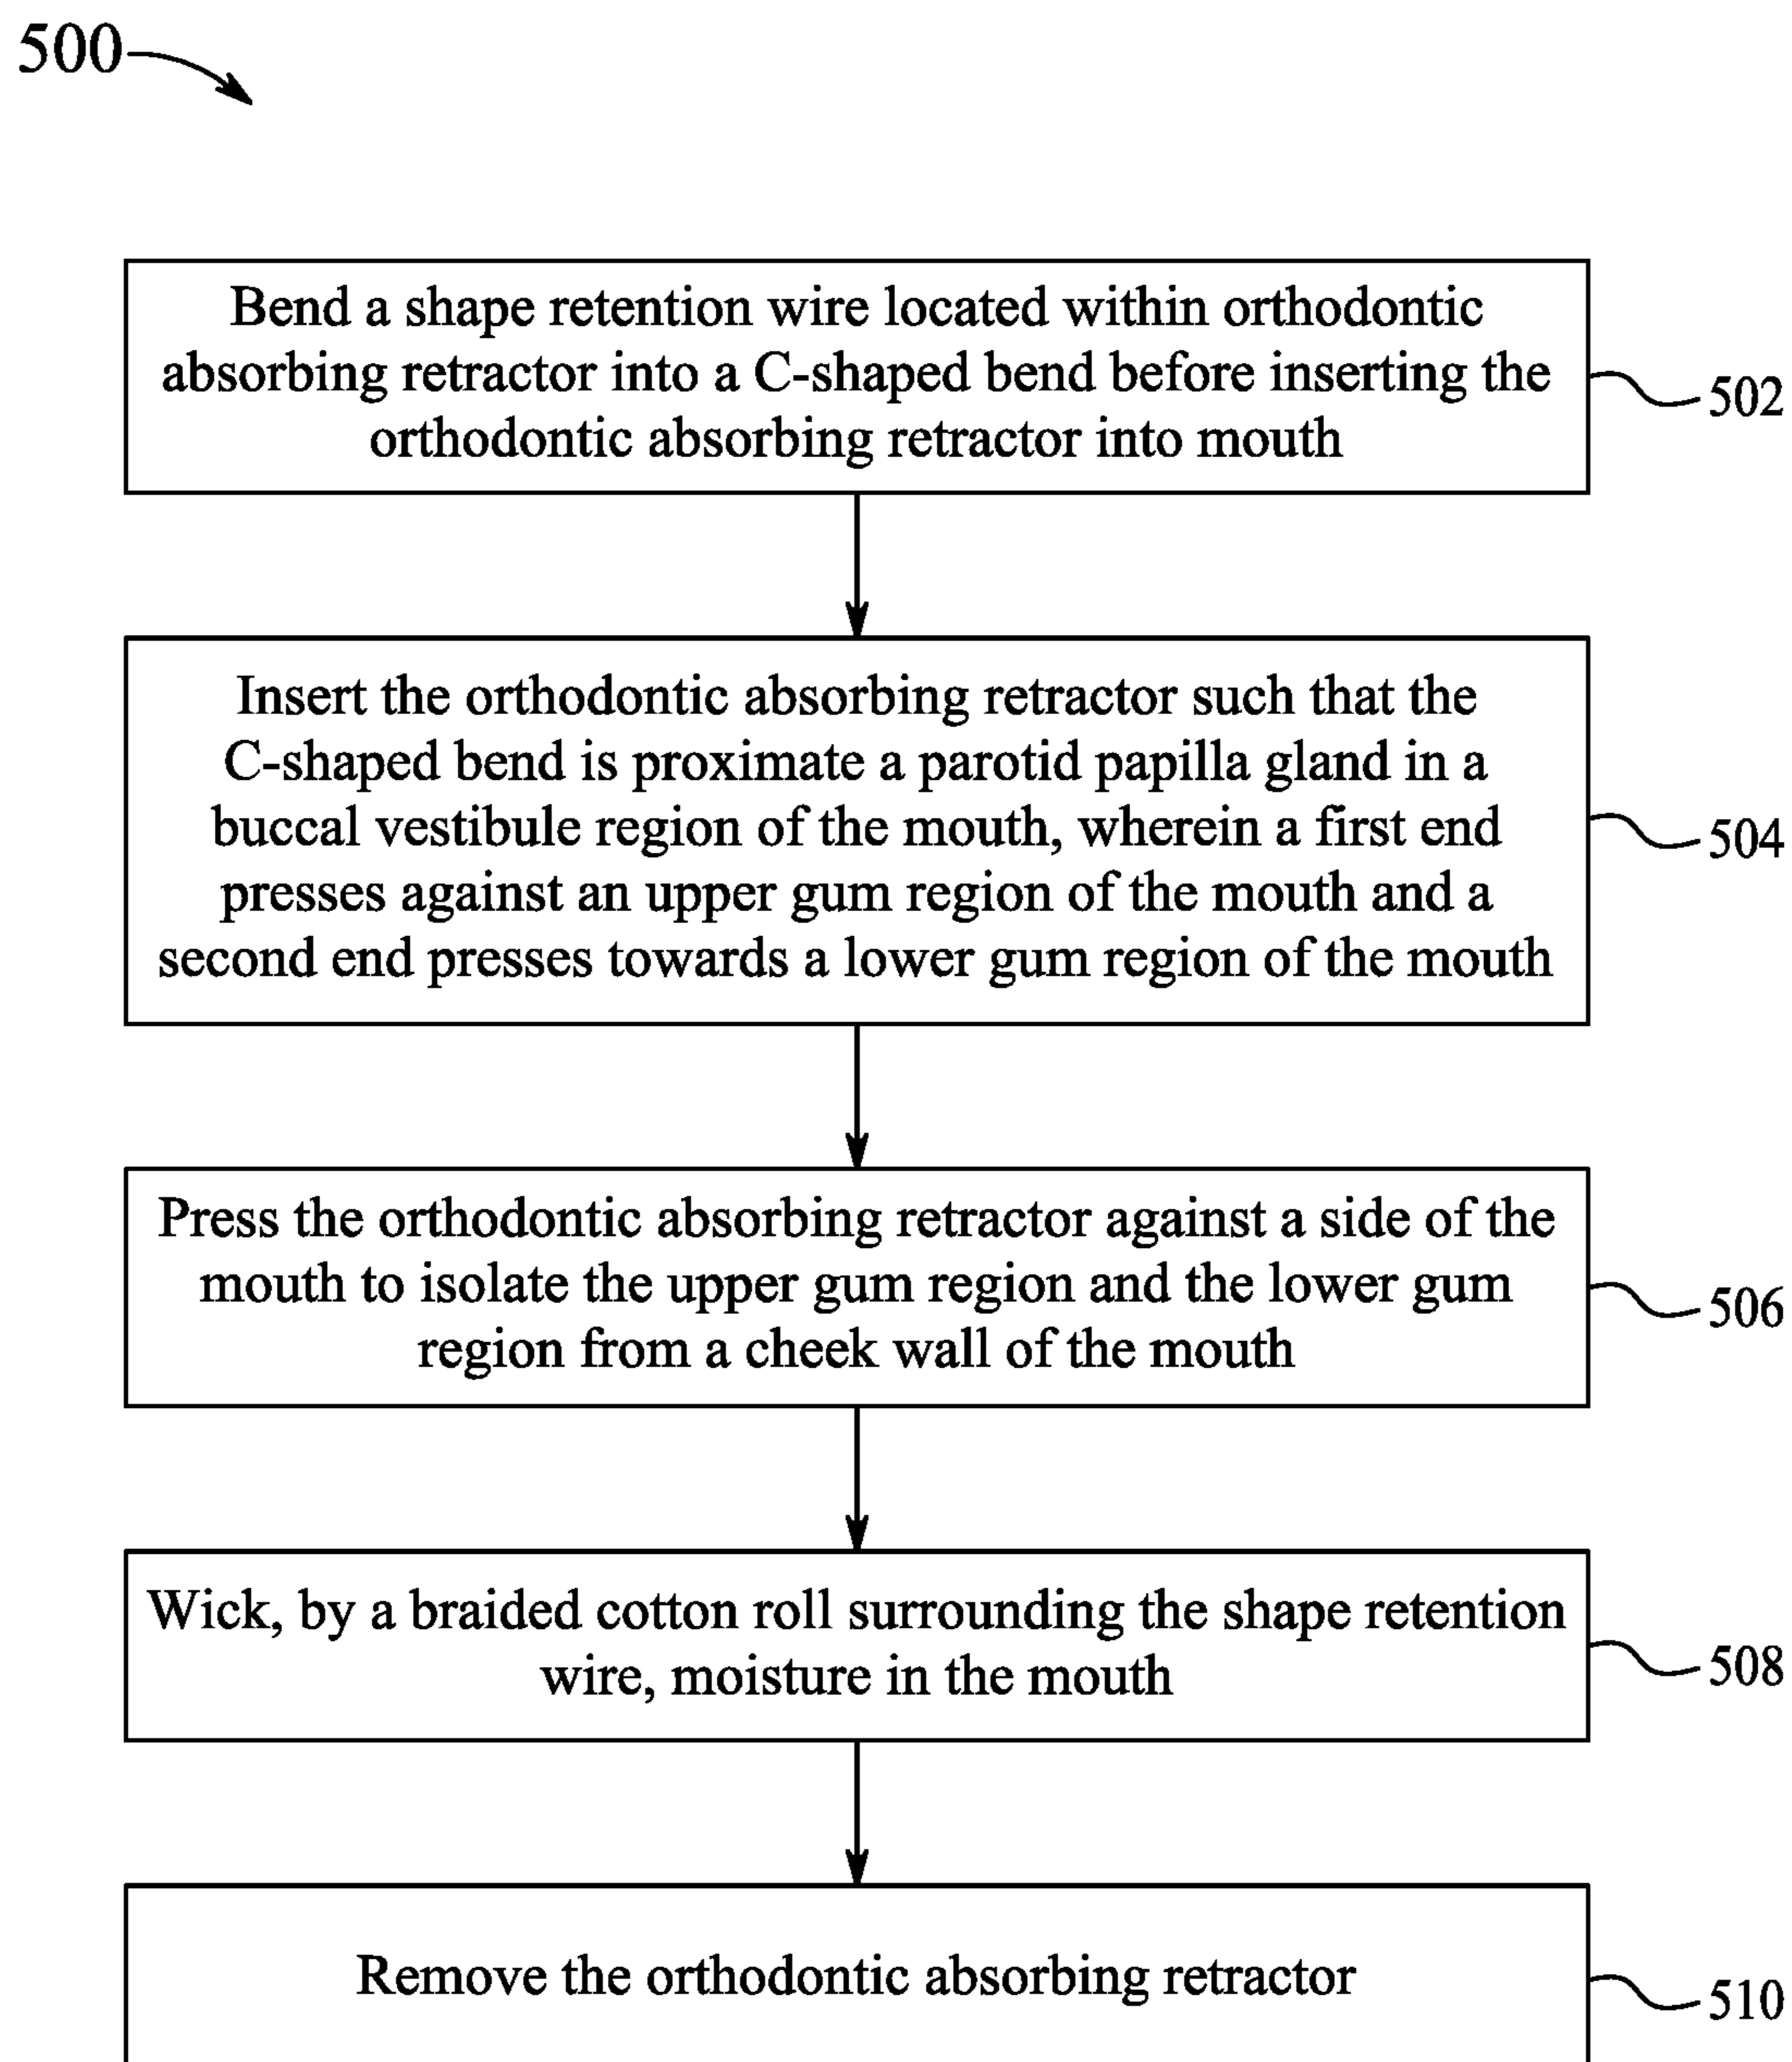 500
Bend a shape retention wire located within orthodontic
absorbing retractor into a C-shaped bend before inserting the
orthodontic absorbing retractor into mouth
502
Insert the orthodontic absorbing retractor such that the
C-shaped bend is proximate a parotid papilla gland in a
buccal vestibule region of the mouth, wherein a first end
presses against an upper gum region of the mouth and a
second end presses towards a lower gum region of the mouth
504
Press the orthodontic absorbing retractor against a side of the
mouth to isolate the upper gum region and the lower gum
region from a cheek wall of the mouth
506
Wick, by a braided cotton roll surrounding the shape retention
wire, moisture in the mouth
508
Remove the orthodontic absorbing retractor
510